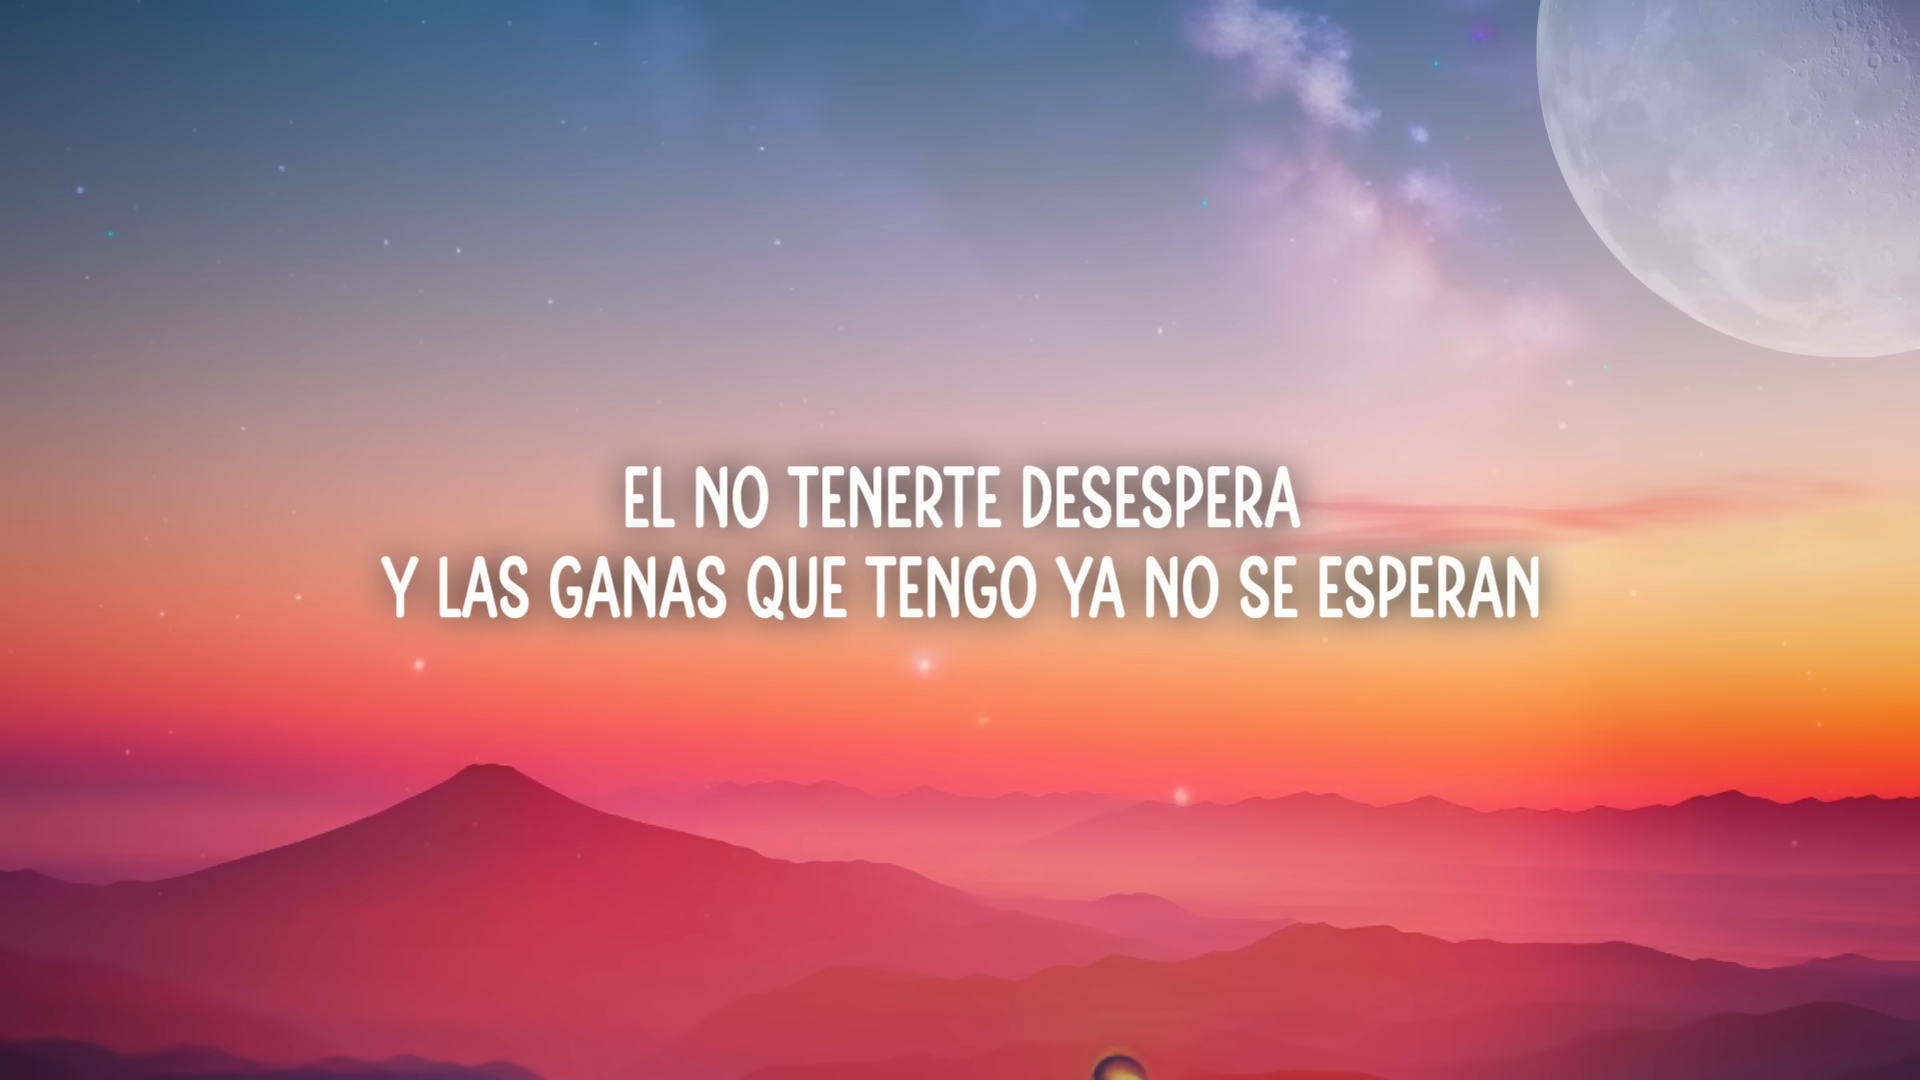 EL NO TENERTE DESESPERA
Y LAS GANAS QUE TENGO YA NO SE ESPERAN